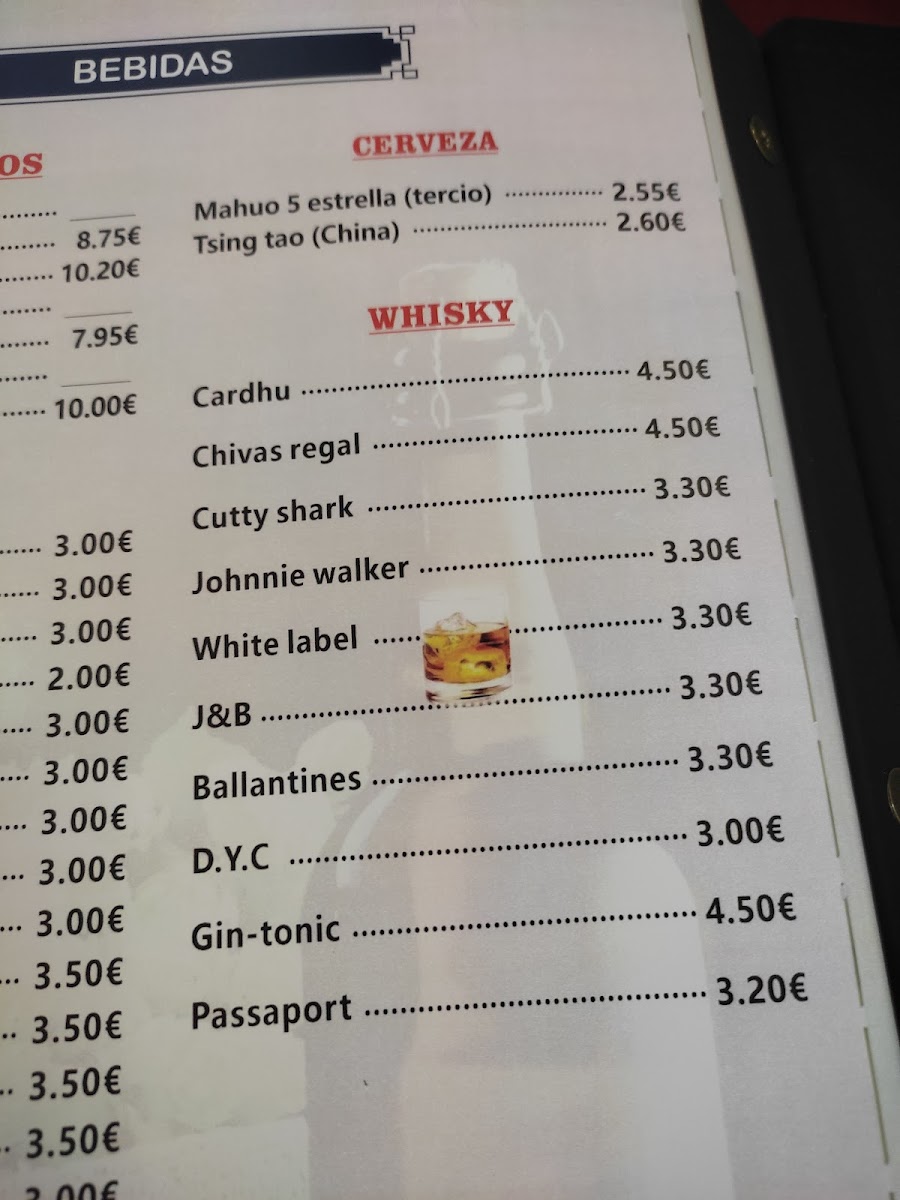 BEBIDAS
OS
8.75€
10.20€
7.95€
10.00€
3.00€
3.00€
3.00€
2.00€
3.00€
3.00€
3.00€
3.00€
3.00€
3.50€
3.50€
3.50€
3.50€
3.00€
CERVEZA
Mahuo 5 estrella (tercio) 2.55€
Tsing tao (China) 2.60€
WHISKY
Cardhu 4.50€
Chivas regal 4.50€
Cutty shark 3.30€
Johnnie walker 3.30€
White label 3.30€
J&B 3.30€
Ballantines 3.30€
D.Y.C 3.00€
Gin-tonic 4.50€
Passaport 3.20€